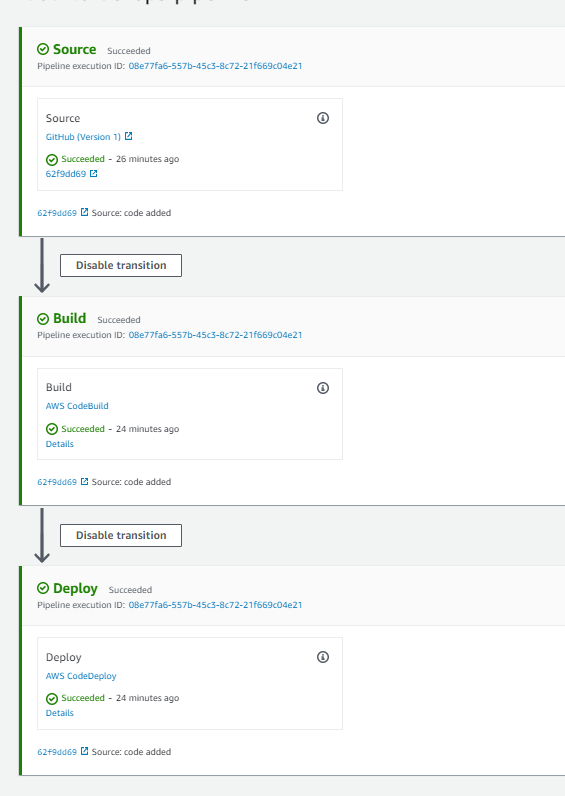 Source Succeeded
Pipeline execution ID: 08e77fa6-557b-45c3-8c72-21f669c04e21
Source
GitHub (Version 1)
Succeeded - 26 minutes ago
62f9dd69
62f9dd69 Source: code added
Disable transition
Build Succeeded
Pipeline execution ID: 08e77fa6-557b-45c3-8c72-21f669c04e21
Build
AWS CodeBuild
Succeeded - 24 minutes ago
Details
62f9dd69 Source: code added
Disable transition
Deploy Succeeded
Pipeline execution ID: 08e77fa6-557b-45c3-8c72-21f669c04e21
Deploy
AWS CodeDeploy
Succeeded - 24 minutes ago
Details
62f9dd69 Source: code added